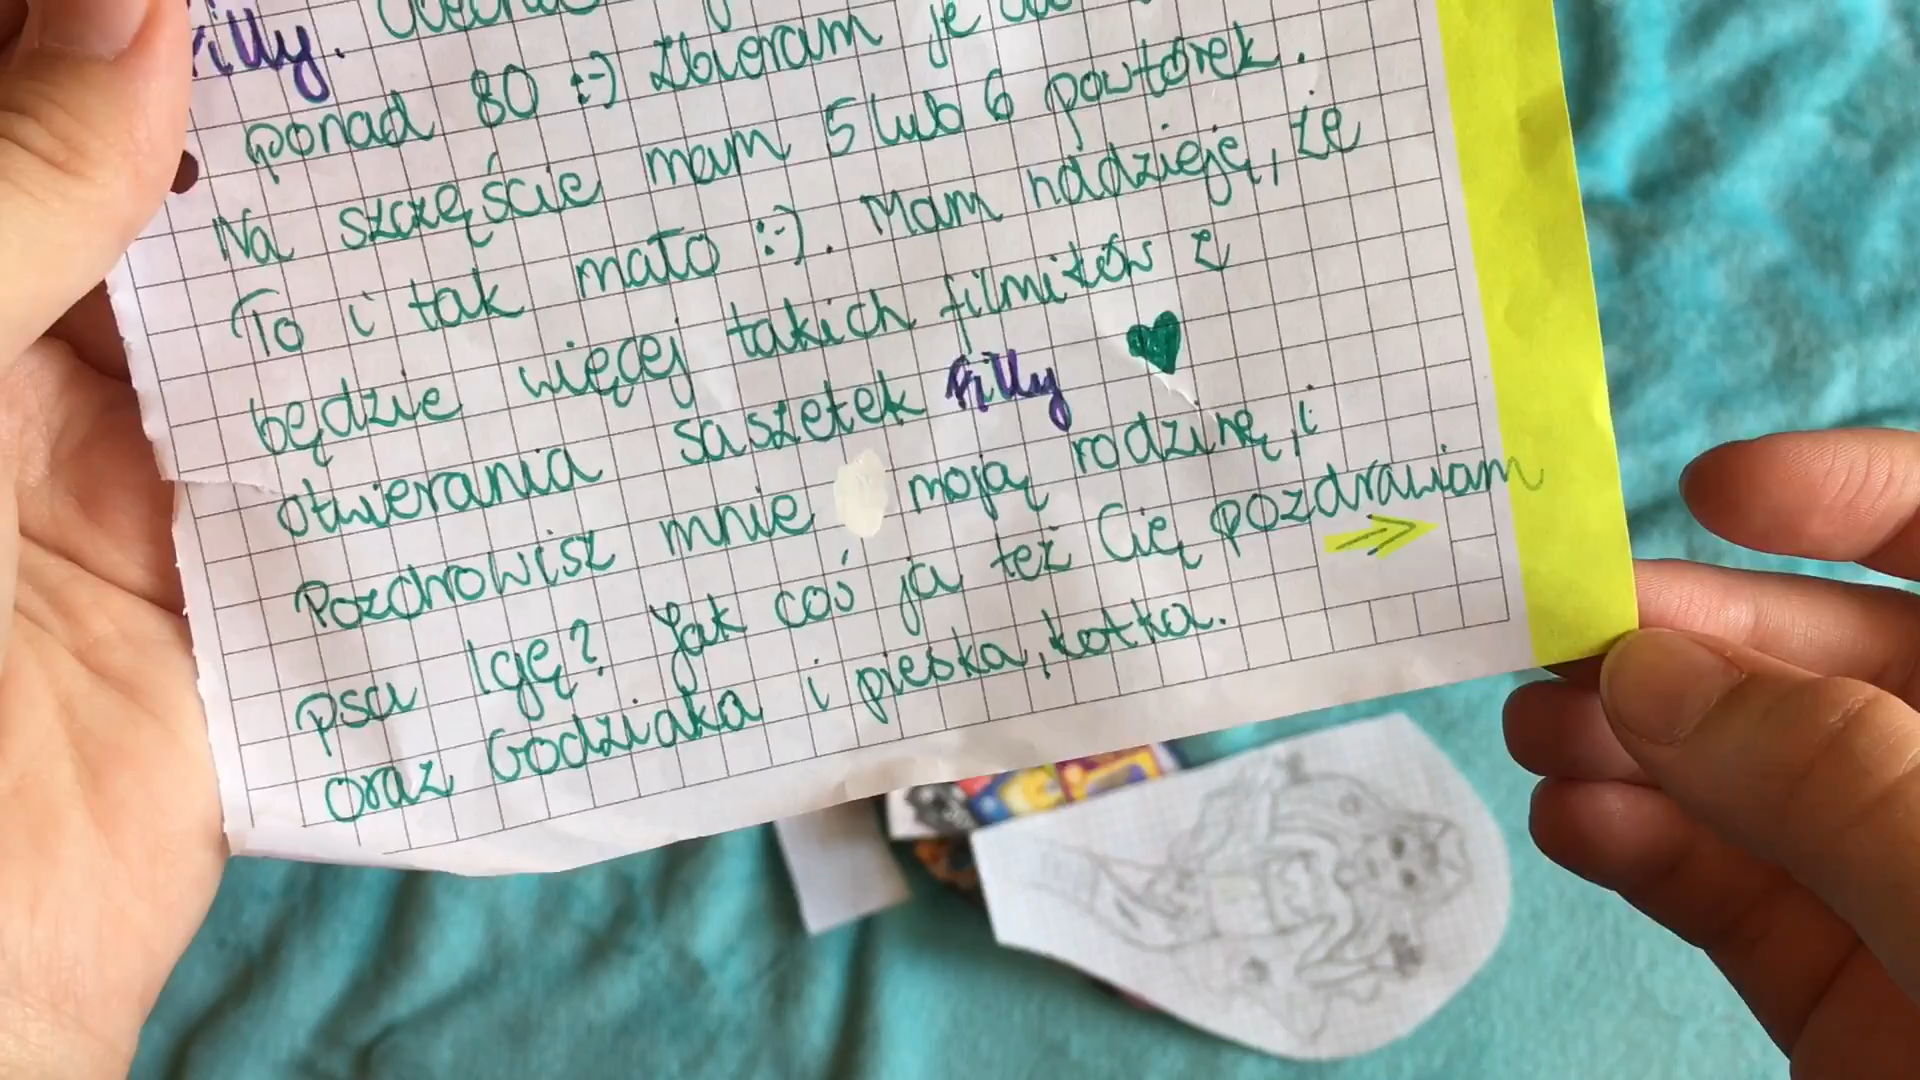 Filly.
ponad 80 :-) Zbieram je
Na szczęście mam 5 lub 6 powtórek.
To i tak mało :-). Mam nadzieję, że
będzie więcej takich filmików z
otwierania saszetek Filly
Pozdrowisz mnie moją rodzinę, i
psa Igę? Jak coś ja też Cię pozdrawiam
oraz Godziaka i pieska, kotka.